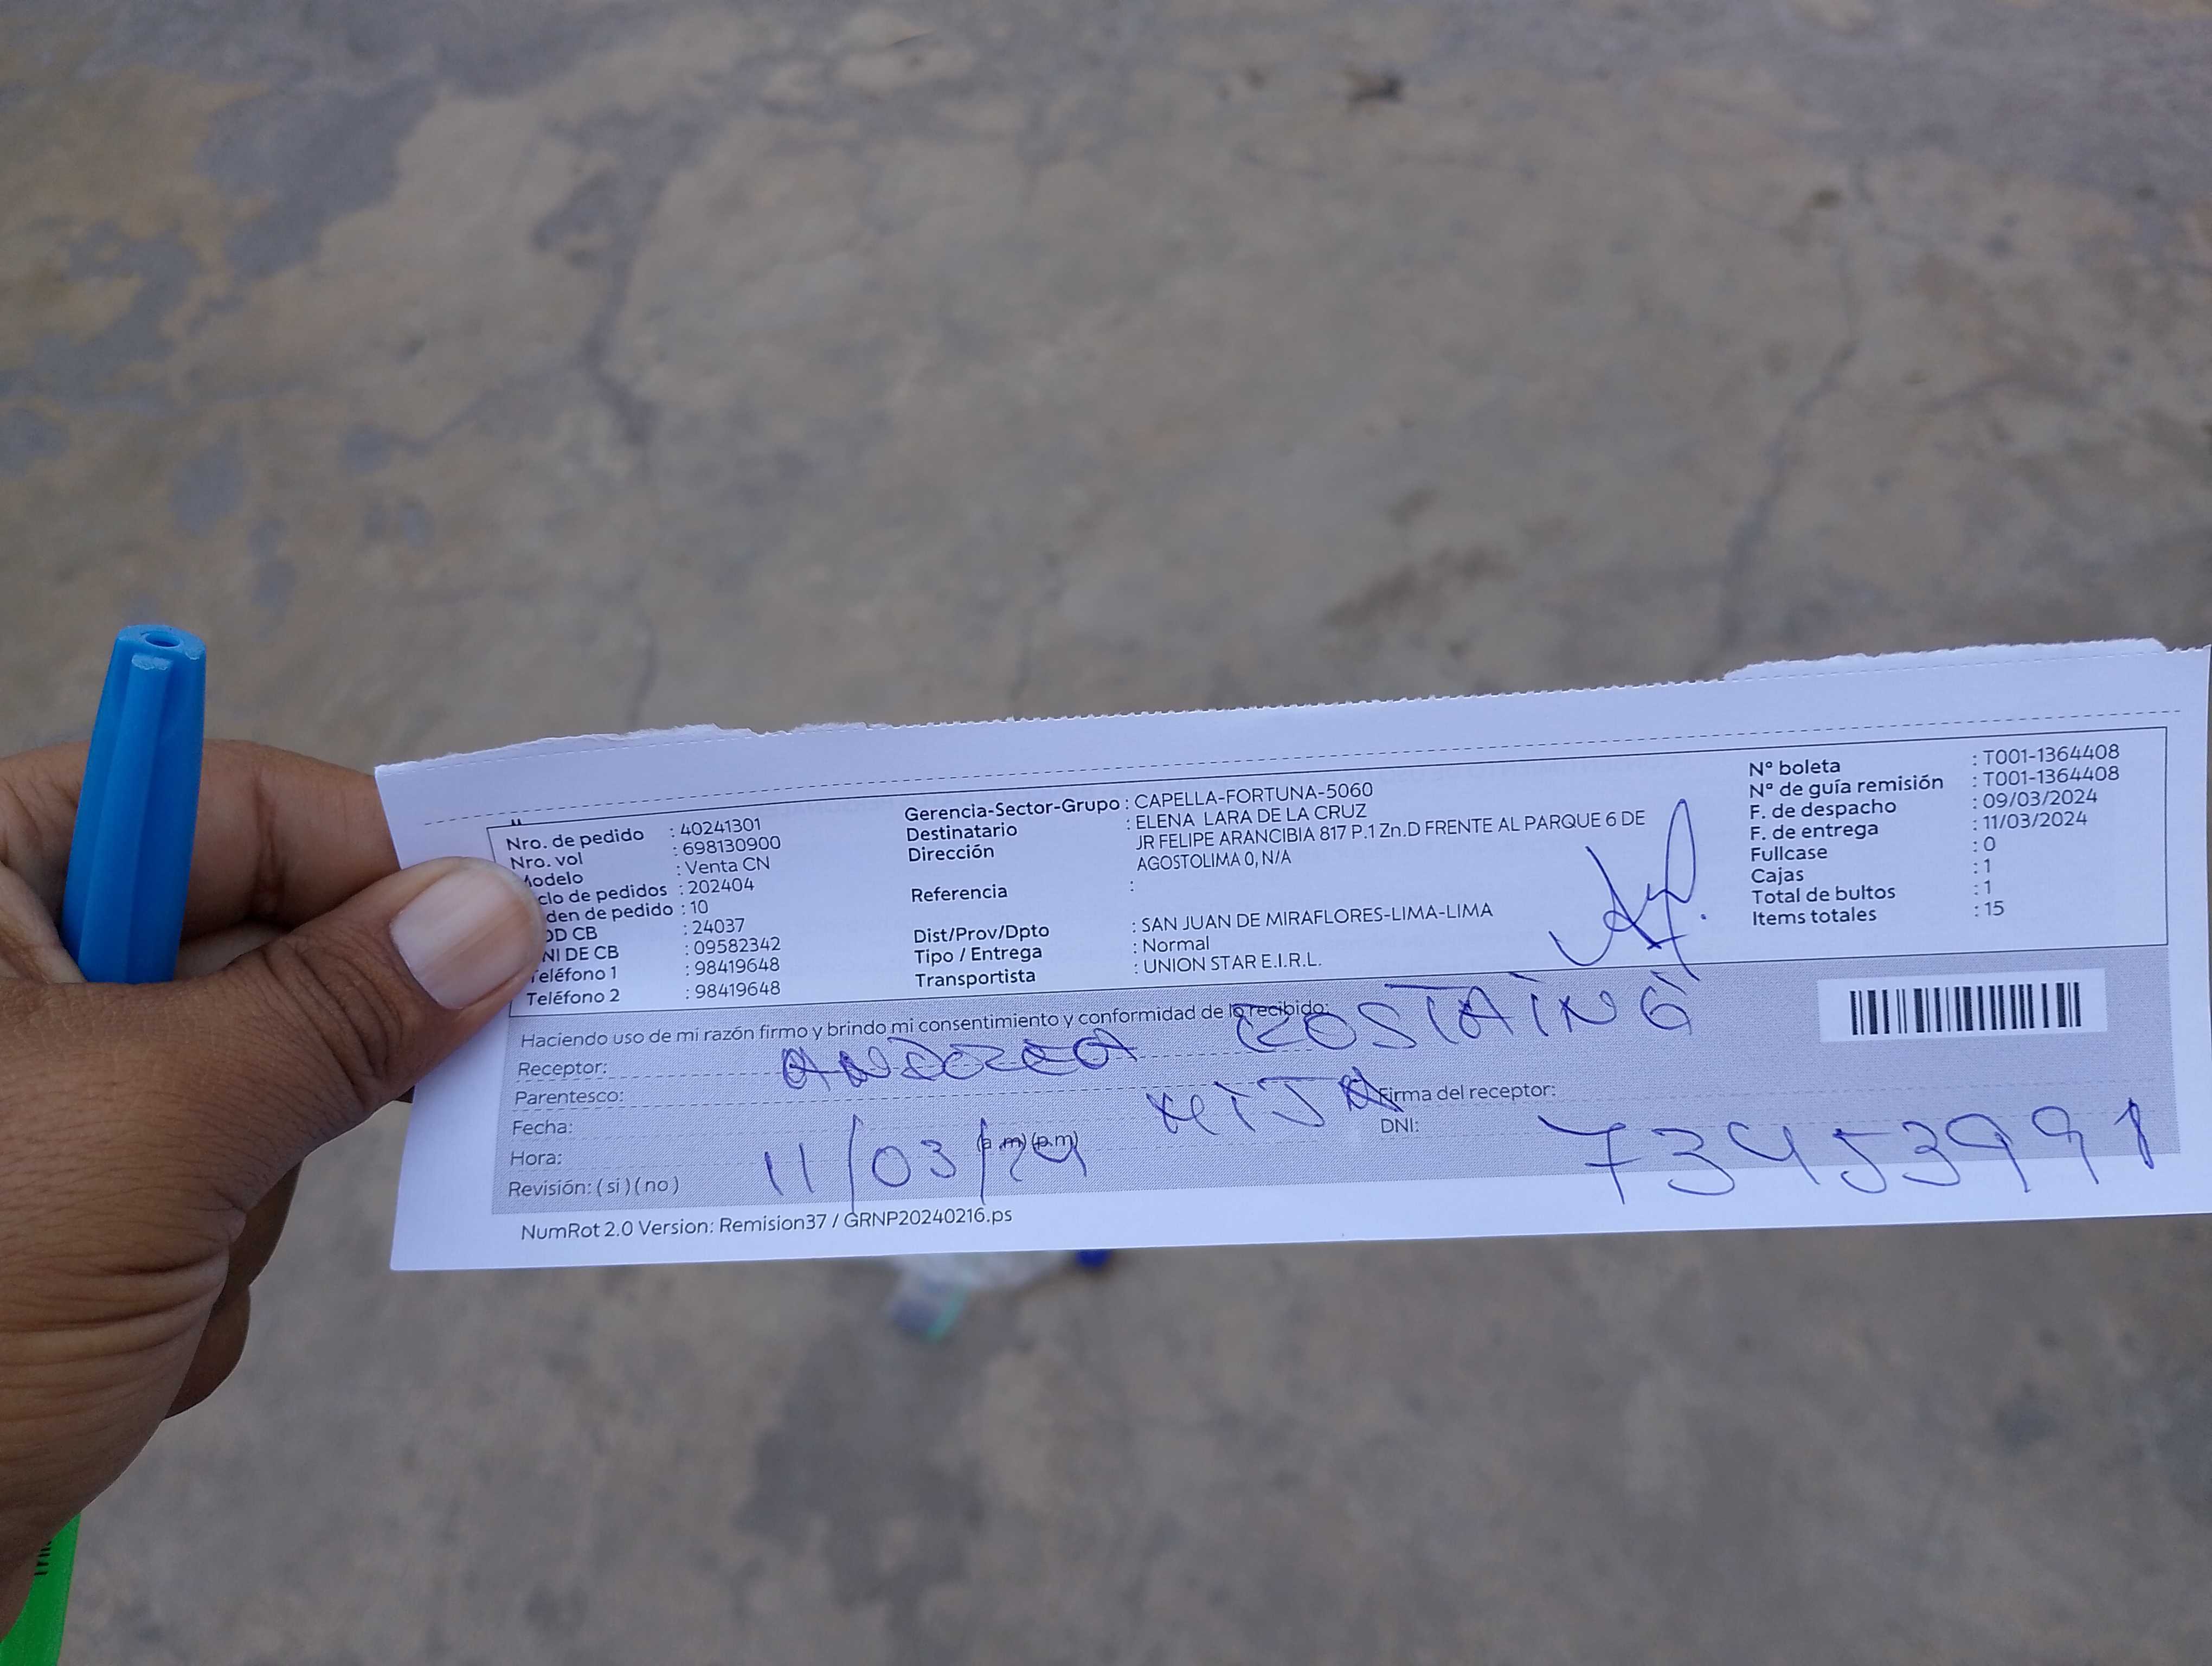 Nro. de pedido : 40241301
Nro. vol : 698130900
Modelo : Venta CN
clo de pedidos : 202404
den de pedido : 10
OD CB : 24037
NI DE CB : 09582342
Teléfono 1 : 98419648
Teléfono 2 : 98419648
Gerencia-Sector-Grupo : CAPELLA-FORTUNA-5060
Destinatario : ELENA LARA DE LA CRUZ
Dirección JR FELIPE ARANCIBIA 817 P.1 Zn.D FRENTE AL PARQUE 6 DE
AGOSTOLIMA 0, N/A
Referencia :
Dist/Prov/Dpto : SAN JUAN DE MIRAFLORES-LIMA-LIMA
Tipo / Entrega : Normal
Transportista : UNION STAR E.I.R.L.
N° boleta : T001-1364408
N° de guía remisión : T001-1364408
F. de despacho : 09/03/2024
F. de entrega : 11/03/2024
Fullcase : 0
Cajas : 1
Total de bultos : 1
Items totales : 15
Haciendo uso de mi razón firmo y brindo mi consentimiento y conformidad de lo recibido:
Receptor: ANDREA COSTAING
Parentesco: HIJA
Firma del receptor:
Fecha: 11/03/24
DNI: 73453991
Hora: (a.m) (p.m)
Revisión: ( si ) ( no )
NumRot 2.0 Version: Remision37 / GRNP20240216.ps